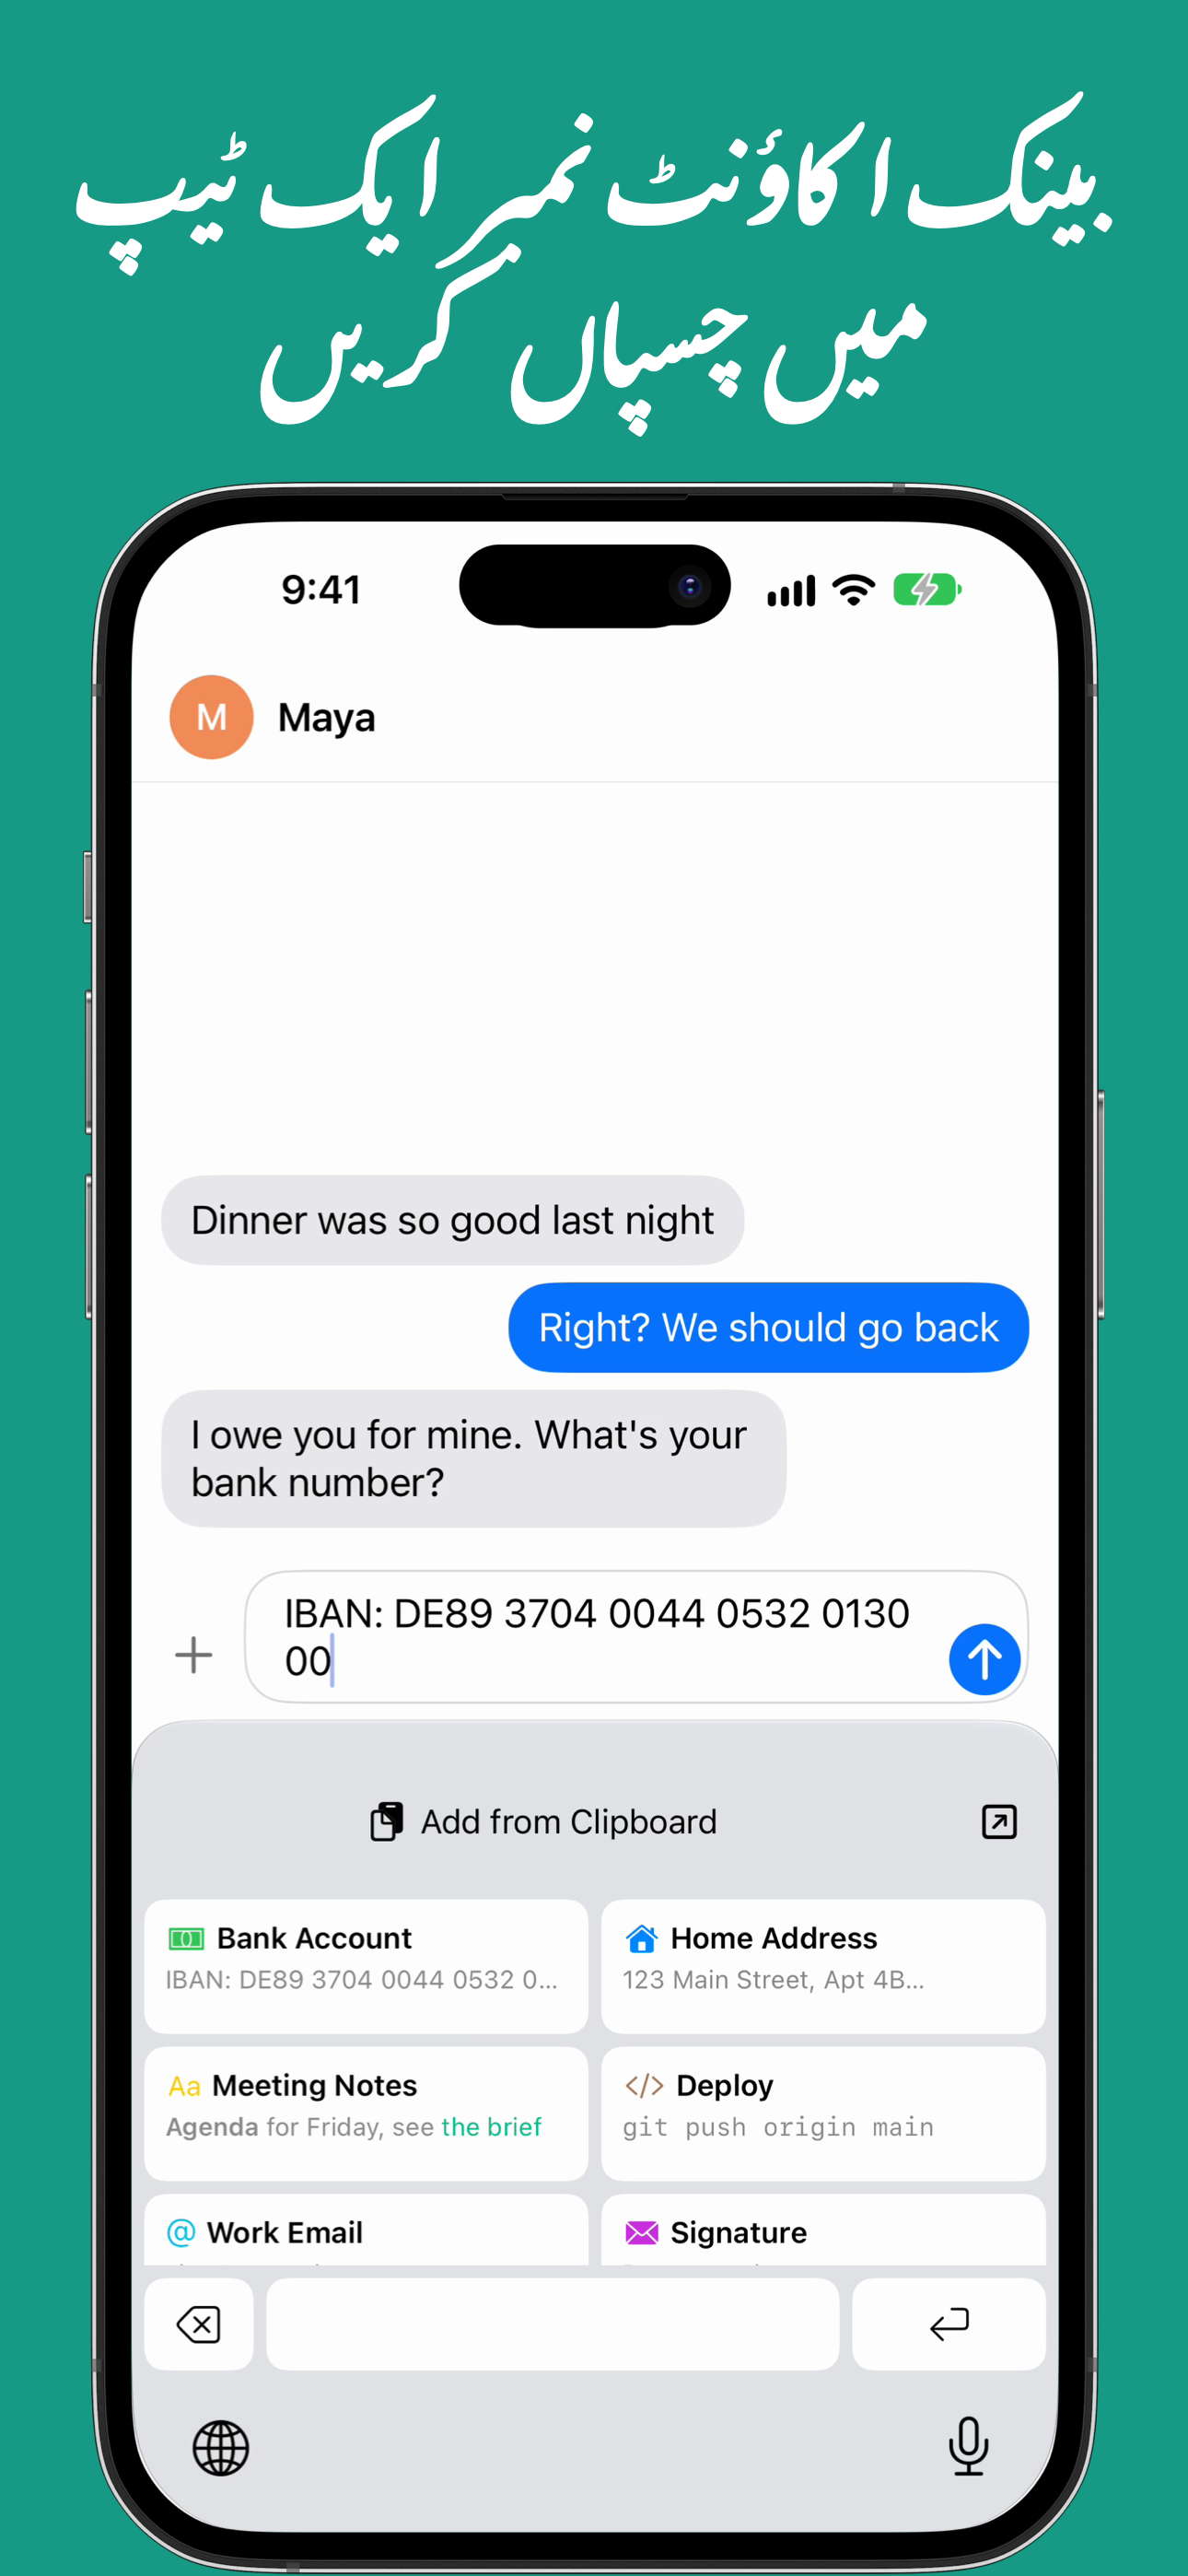 بینک اکاؤنٹ نمبر ایک ٹیپ
میں چسپاں کریں
9:41
M
Maya
Dinner was so good last night
Right? We should go back
I owe you for mine. What's your
bank number?
IBAN: DE89 3704 0044 0532 0130
00
Add from Clipboard
Bank Account
IBAN: DE89 3704 0044 0532 0...
Home Address
123 Main Street, Apt 4B...
Aa Meeting Notes
Agenda for Friday, see the brief
</> Deploy
git push origin main
@ Work Email
Signature